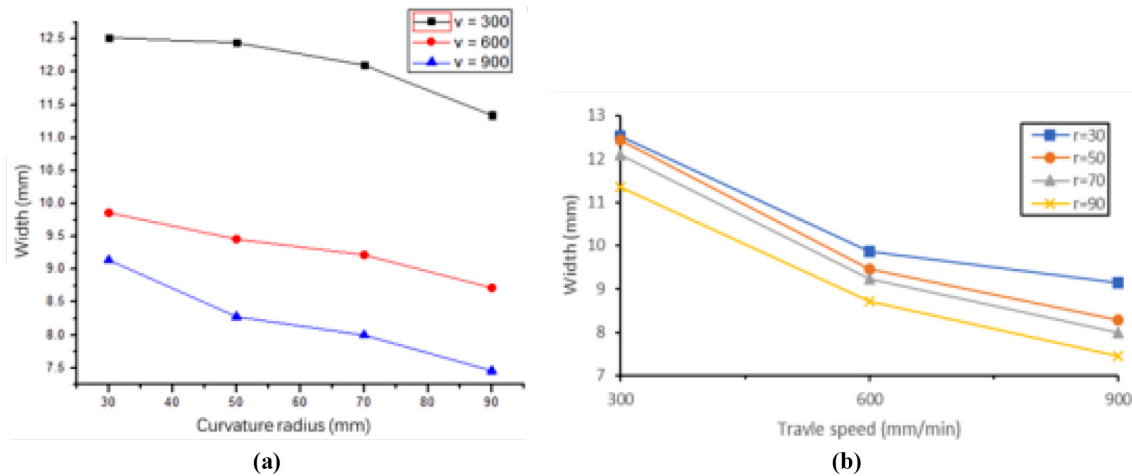 v = 300
v = 600
v = 900
12.5
12.0
11.5
11.0
10.5
10.0
9.5
9.0
8.5
8.0
7.5
Width (mm)
30 40 50 60 70 80 90
Curvature radius (mm)
(a)
r=30
r=50
r=70
r=90
13
12
11
10
9
8
7
Width (mm)
300 600 900
Travle speed (mm/min)
(b)